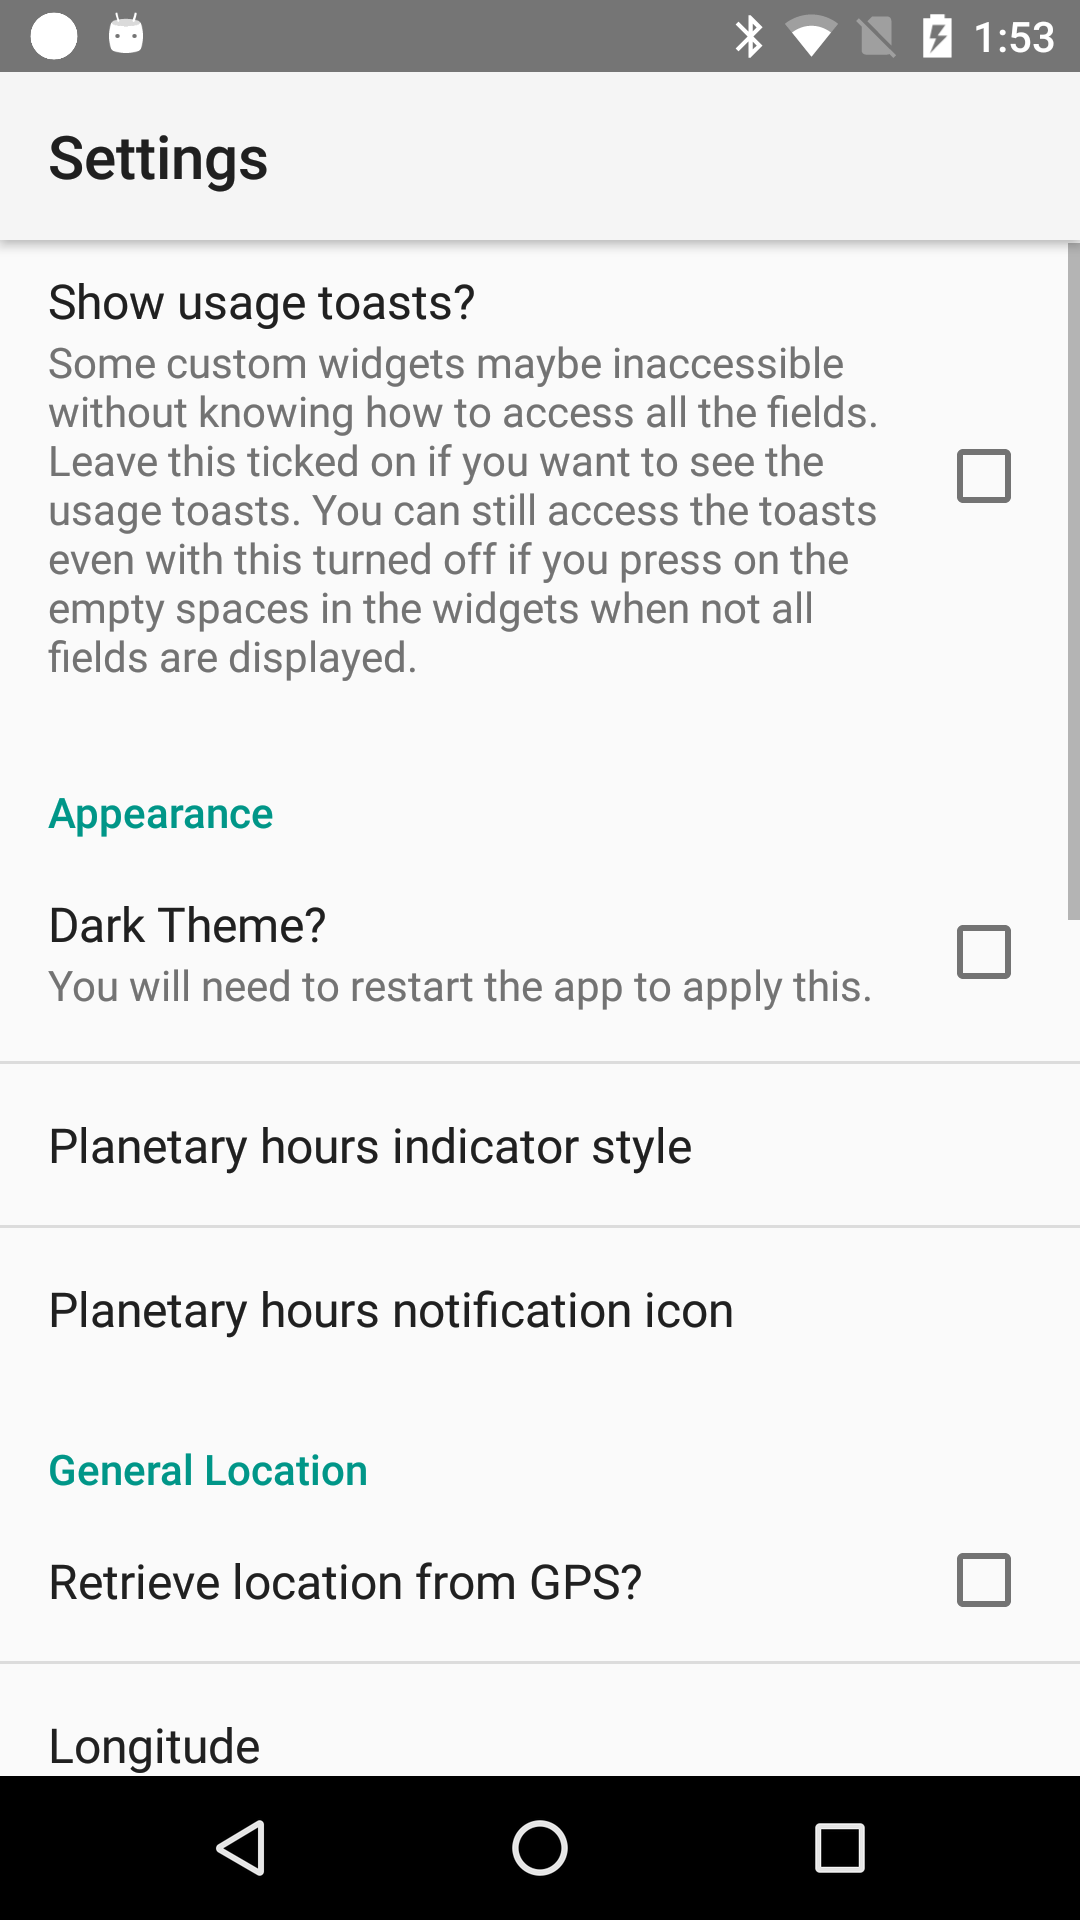 1:53
Settings
Show usage toasts?
Some custom widgets maybe inaccessible
without knowing how to access all the fields.
Leave this ticked on if you want to see the
usage toasts. You can still access the toasts
even with this turned off if you press on the
empty spaces in the widgets when not all
fields are displayed.
Appearance
Dark Theme?
You will need to restart the app to apply this.
Planetary hours indicator style
Planetary hours notification icon
General Location
Retrieve location from GPS?
Longitude